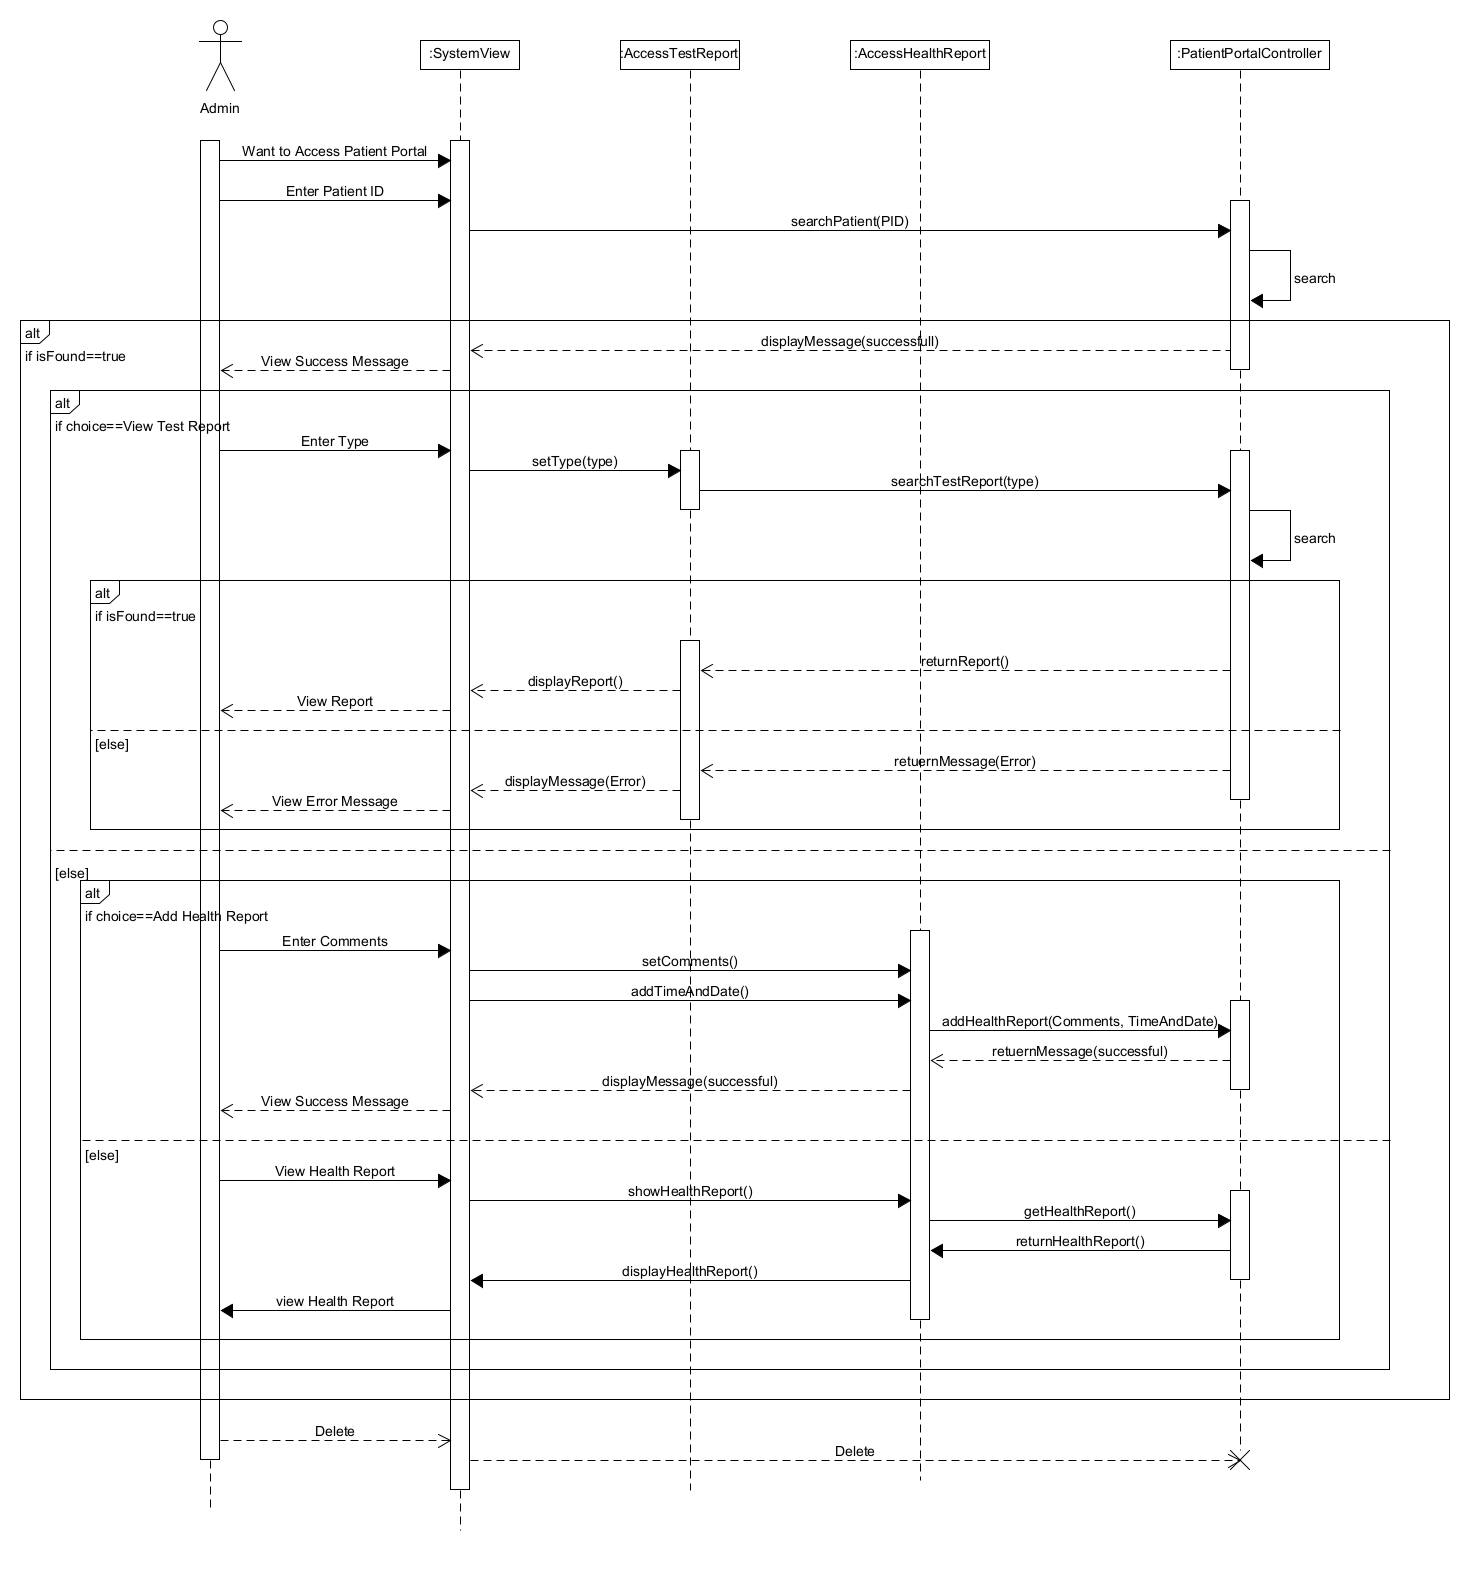 :SystemView
:AccessTestReport
:AccessHealthReport
:PatientPortalController
Admin
Want to Access Patient Portal
Enter Patient ID
searchPatient(PID)
search
alt
if isFound==true
displayMessage(successfull)
View Success Message
alt
if choice==View Test Report
Enter Type
setType(type)
searchTestReport(type)
search
alt
if isFound==true
returnReport()
displayReport()
View Report
[else]
retuernMessage(Error)
displayMessage(Error)
View Error Message
[else]
alt
if choice==Add Health Report
Enter Comments
setComments()
addTimeAndDate()
addHealthReport(Comments, TimeAndDate)
retuernMessage(successful)
displayMessage(successful)
View Success Message
[else]
View Health Report
showHealthReport()
getHealthReport()
returnHealthReport()
displayHealthReport()
view Health Report
Delete
Delete